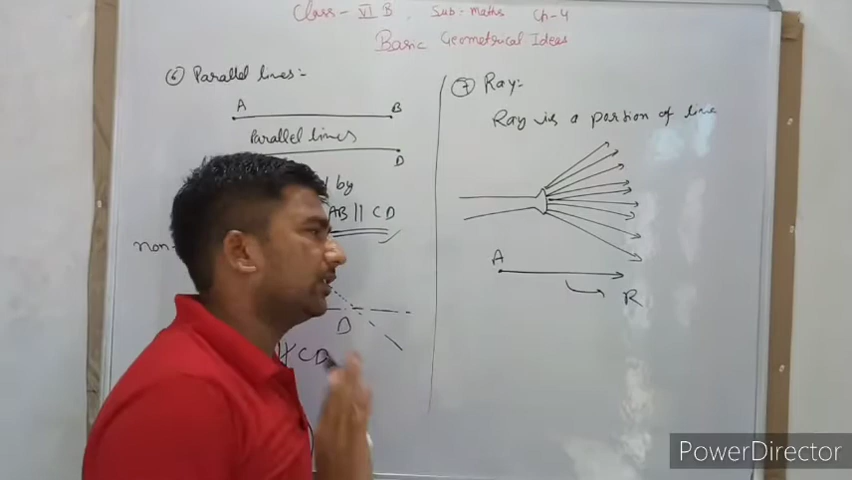 Class - VI B, Sub - Maths Ch-4
Basic Geometrical Ideas
⑥ Parallel lines:-
A B
Parallel lines
D
by
AB || CD
non-
D
∦ CD
⑦ Ray:-
Ray is a portion of line
A
R
PowerDirector